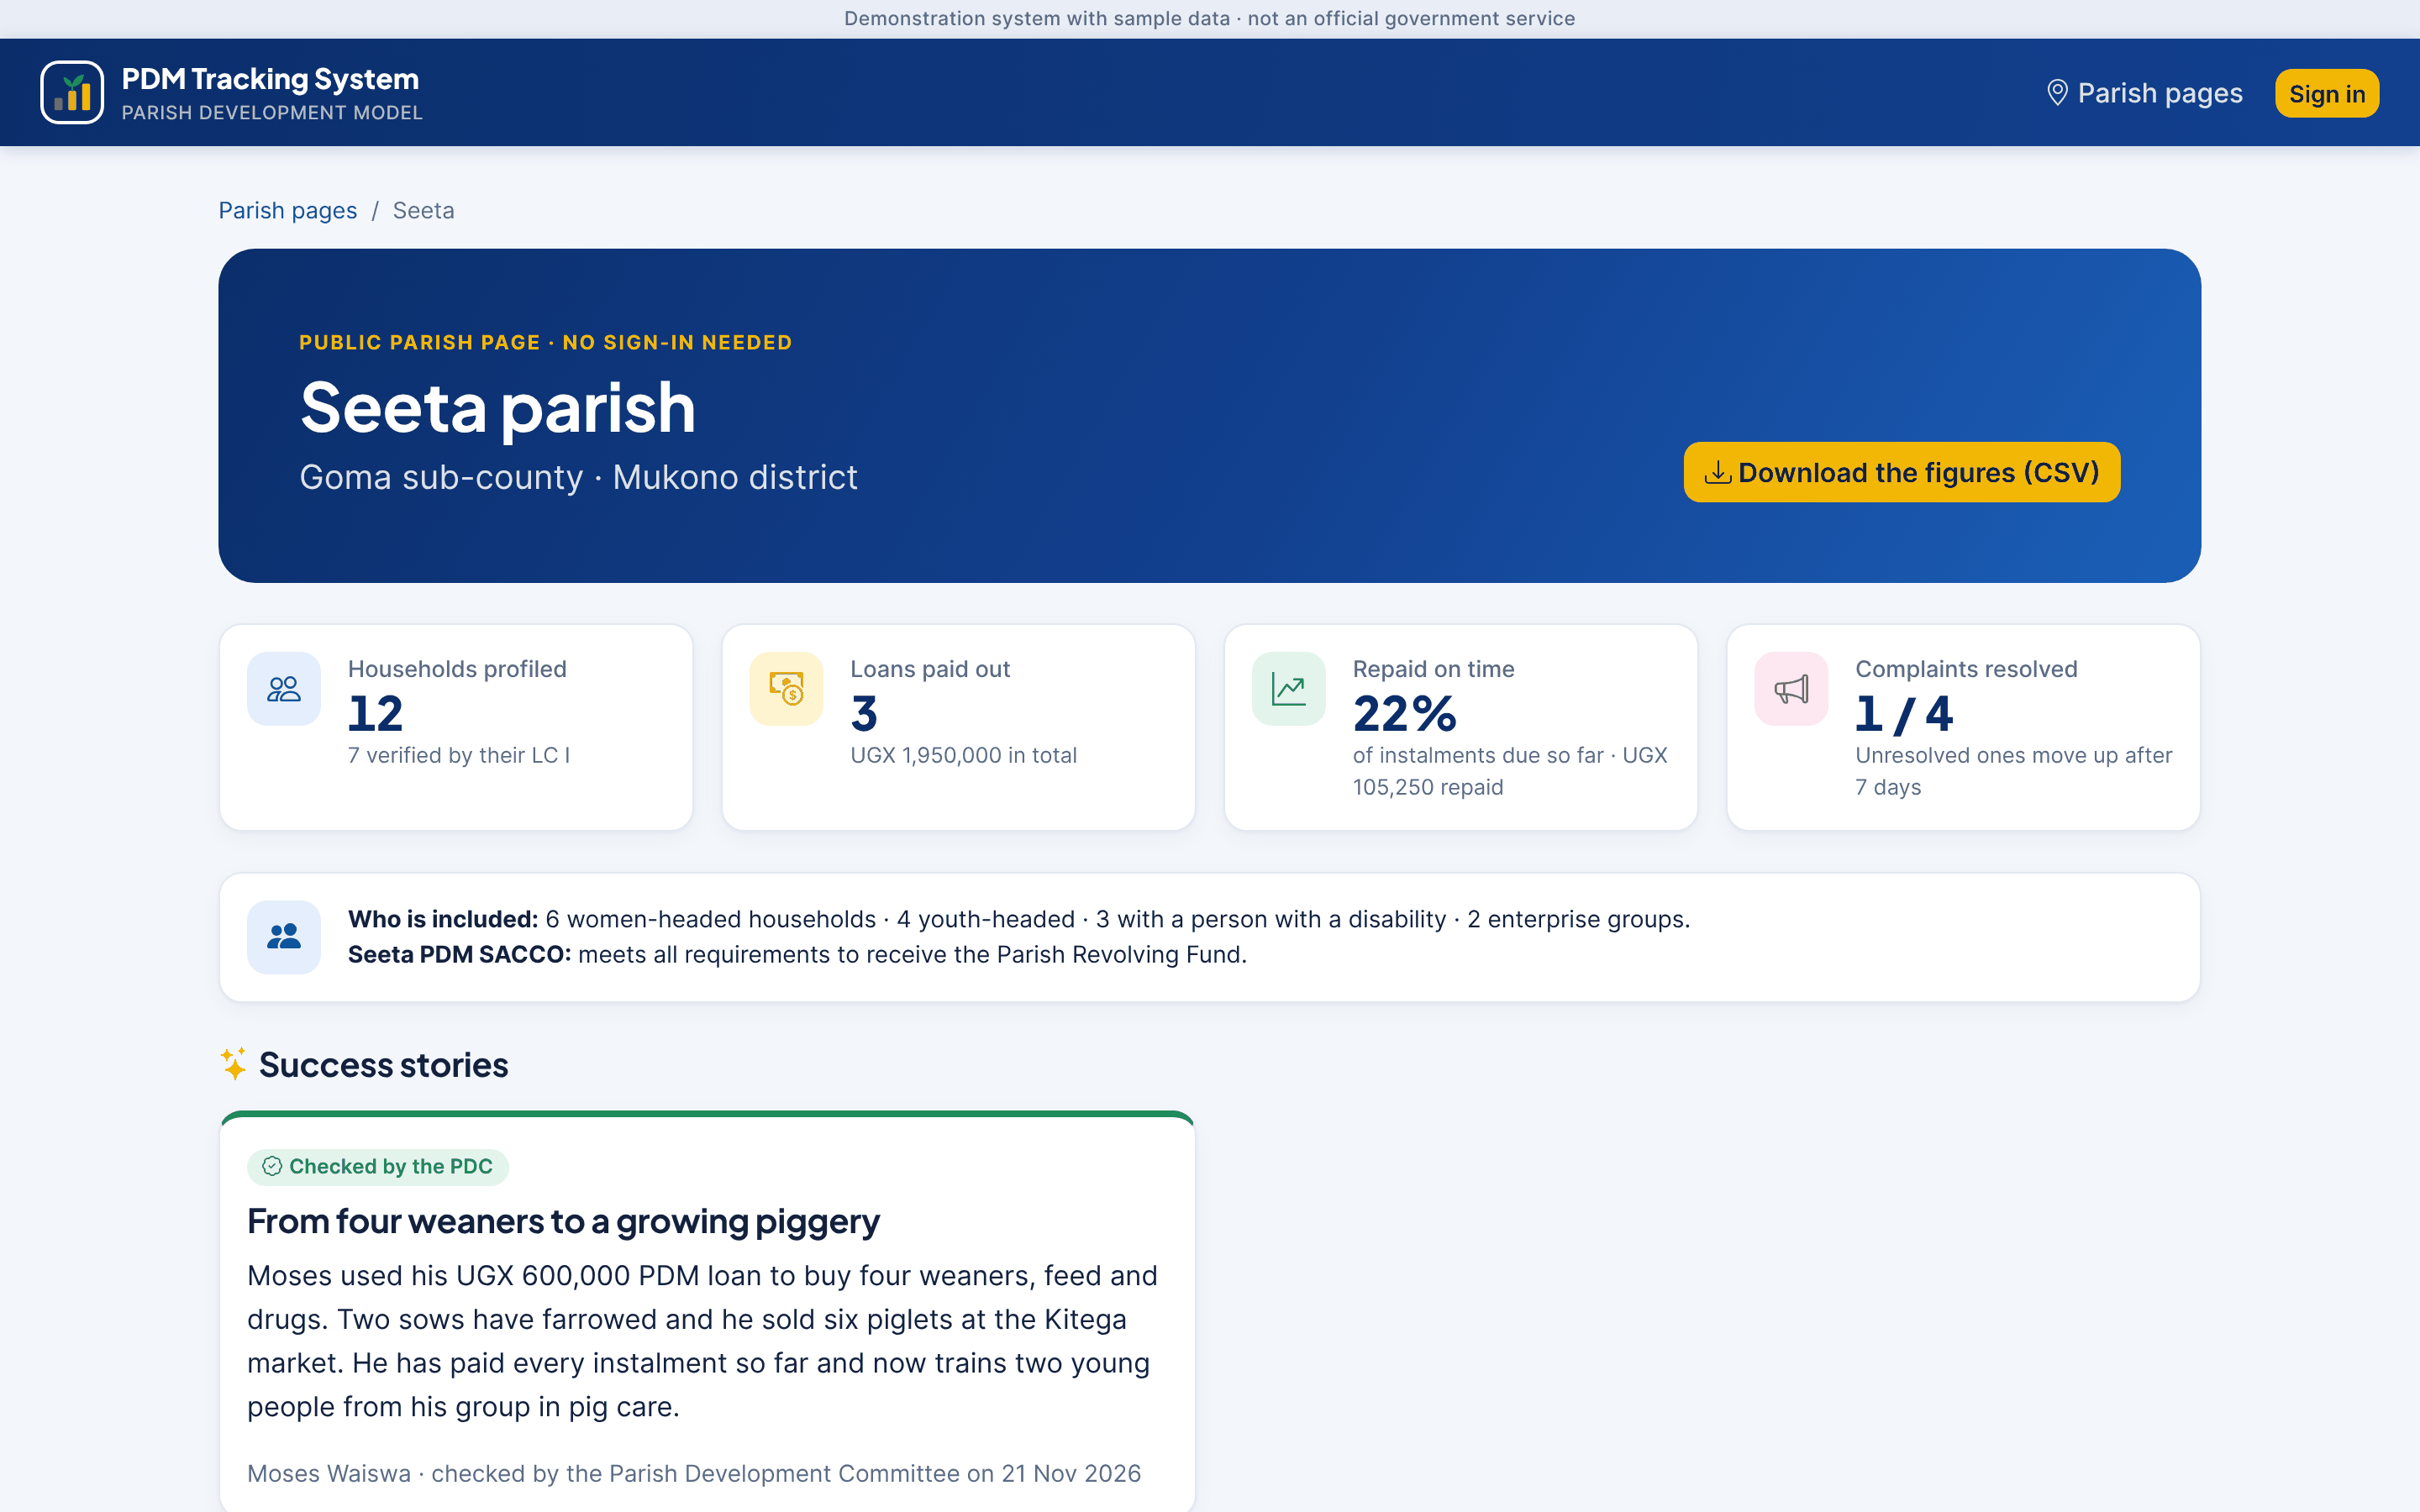 Demonstration system with sample data · not an official government service
PDM Tracking System
PARISH DEVELOPMENT MODEL
Parish pages
Sign in
Parish pages / Seeta
PUBLIC PARISH PAGE · NO SIGN-IN NEEDED
Seeta parish
Goma sub-county · Mukono district
Download the figures (CSV)
Households profiled
12
7 verified by their LC I
Loans paid out
3
UGX 1,950,000 in total
Repaid on time
22%
of instalments due so far · UGX
105,250 repaid
Complaints resolved
1 / 4
Unresolved ones move up after
7 days
Who is included: 6 women-headed households · 4 youth-headed · 3 with a person with a disability · 2 enterprise groups.
Seeta PDM SACCO: meets all requirements to receive the Parish Revolving Fund.
Success stories
Checked by the PDC
From four weaners to a growing piggery
Moses used his UGX 600,000 PDM loan to buy four weaners, feed and
drugs. Two sows have farrowed and he sold six piglets at the Kitega
market. He has paid every instalment so far and now trains two young
people from his group in pig care.
Moses Waiswa · checked by the Parish Development Committee on 21 Nov 2026